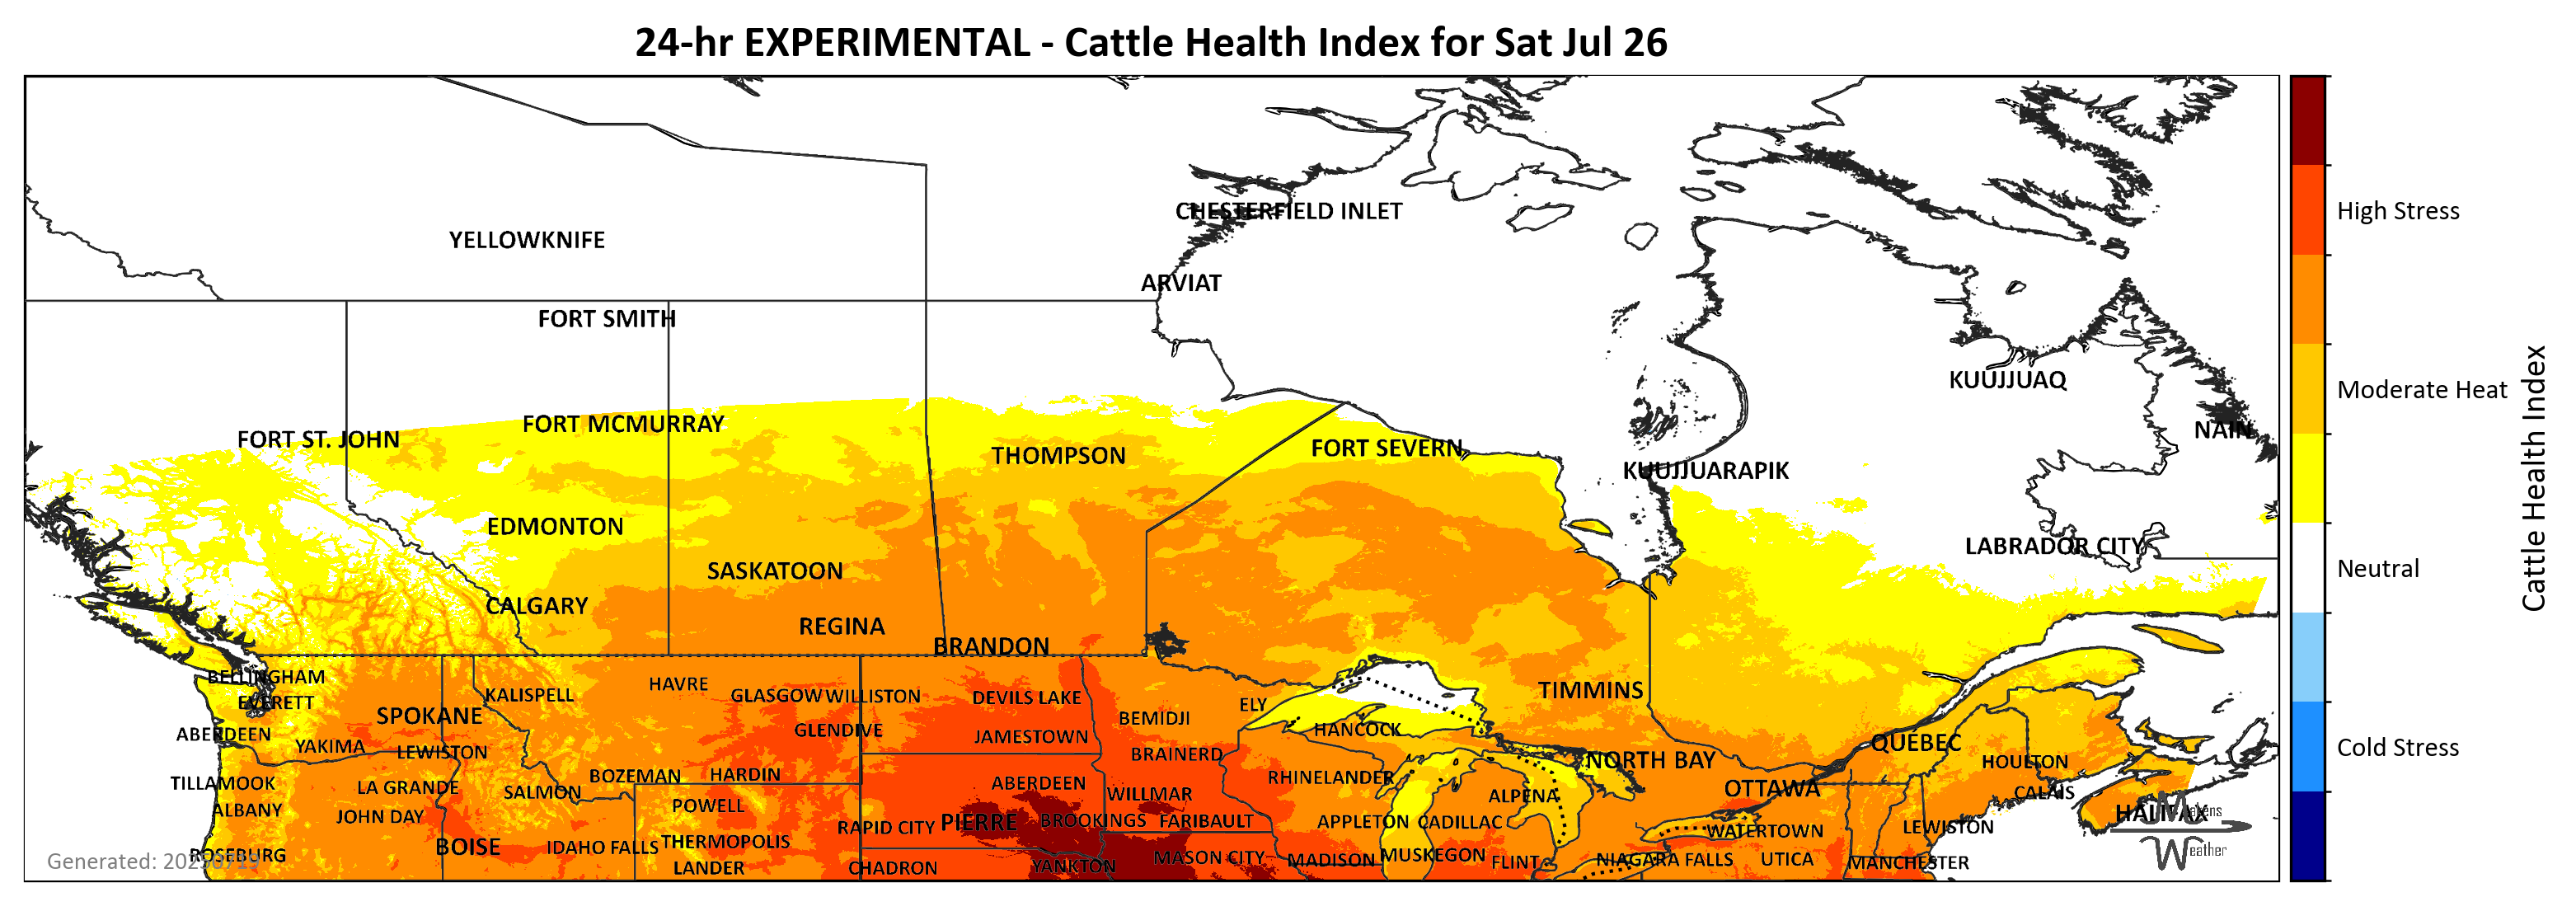 24-hr EXPERIMENTAL - Cattle Health Index for Sat Jul 26
CHESTERFIELD INLET
YELLOWKNIFE
ARVIAT
FORT SMITH
KUUJJUAQ
FORT MCMURRAY
NAIN
FORT ST. JOHN
FORT SEVERN
THOMPSON
KUUJJUARAPIK
EDMONTON
LABRADOR CITY
SASKATOON
CALGARY
REGINA
BRANDON
BELLINGHAM
HAVRE
TIMMINS
KALISPELL
GLASGOW
WILLISTON
DEVILS LAKE
EVERETT
ELY
SPOKANE
BEMIDJI
HANCOCK
GLENDIVE
ABERDEEN
JAMESTOWN
QUEBEC
YAKIMA
LEWISTON
BRAINERD
NORTH BAY
HOULTON
BOZEMAN
HARDIN
RHINELANDER
TILLAMOOK
LA GRANDE
ABERDEEN
OTTAWA
SALMON
WILLMAR
ALPENA
CALAIS
POWELL
ALBANY
JOHN DAY
HALIFAX
Makens
Weather
RAPID CITY
PIERRE
BROOKINGS
FARIBAULT
APPLETON
CADILLAC
WATERTOWN
LEWISTON
BOISE
IDAHO FALLS
THERMOPOLIS
ROSEBURG
MASON CITY
MADISON
MUSKEGON
FLINT
NIAGARA FALLS
UTICA
MANCHESTER
LANDER
CHADRON
YANKTON
Generated: 20250719
High Stress
Moderate Heat
Neutral
Cold Stress
Cattle Health Index